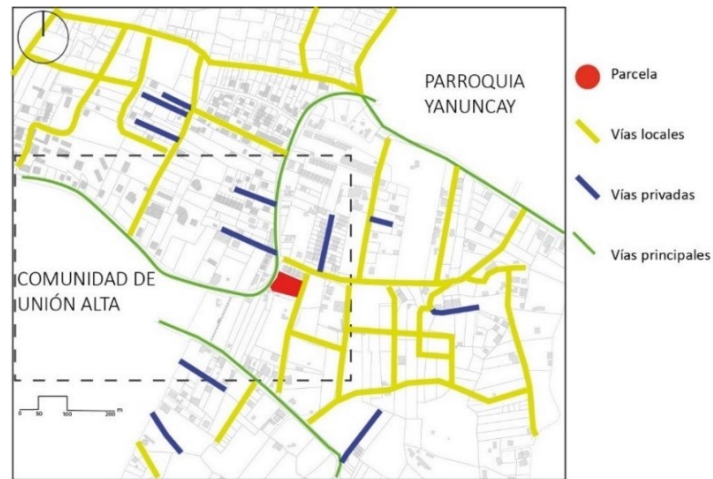 PARROQUIA
YANUNCAY
COMUNIDAD DE
UNIÓN ALTA
0 50 100 200 m
Parcela
Vías locales
Vías privadas
Vías principales